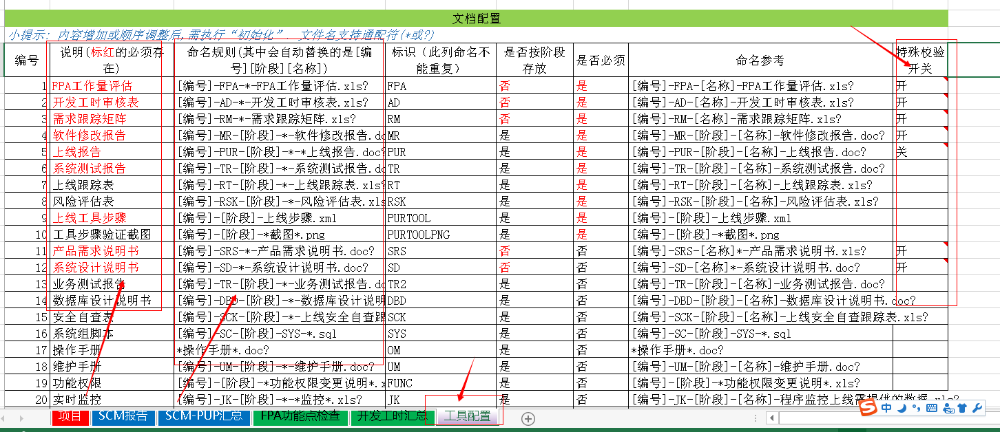 文档配置
小提示: 内容增加或顺序调整后,需执行“初始化”. 文件名支持通配符(*或?)
编号 说明(标红的必须存在) 命名规则(其中会自动替换的是[编号][阶段][名称]) 标识（此列命名不能重复） 是否按阶段存放 是否必须 命名参考 特殊校验开关
1 FPA工作量评估 [编号]-FPA-*-FPA工作量评估.xls? FPA 否 是 [编号]-FPA-[名称]-FPA工作量评估.xls? 开
2 开发工时审核表 [编号]-AD-*-开发工时审核表.xls? AD 否 是 [编号]-AD-[名称]-开发工时审核表.xls? 开
3 需求跟踪矩阵 [编号]-RM-*-需求跟踪矩阵.xls? RM 否 是 [编号]-RM-[名称]-需求跟踪矩阵.xls? 开
4 软件修改报告 [编号]-MR-[阶段]-*-软件修改报告.do MR 是 是 [编号]-MR-[阶段]-[名称]-软件修改报告.doc? 开
5 上线报告 [编号]-PUR-[阶段]-*-*上线报告.doc? PUR 是 是 [编号]-PUR-[阶段]-[名称]-上线报告.doc? 关
6 系统测试报告 [编号]-TR-[阶段]-*-系统测试报告.do TR 是 是 [编号]-TR-[阶段]-[名称]-系统测试报告.doc?
7 上线跟踪表 [编号]-RT-[阶段]-*-上线跟踪表.xls? RT 是 是 [编号]-RT-[阶段]-[名称]-上线跟踪表.xls?
8 风险评估表 [编号]-RSK-[阶段]-*-风险评估表.xls RSK 是 是 [编号]-RSK-[阶段]-[名称]-风险评估表.xls?
9 上线工具步骤 [编号]-[阶段]-上线步骤.xml PURTOOL 是 是 [编号]-[阶段]-上线步骤.xml
10 工具步骤验证截图 [编号]-[阶段]-*截图*.png PURTOOLPNG 是 是 [编号]-[阶段]-*截图*.png
11 产品需求说明书 [编号]-SRS-*-产品需求说明书.doc? SRS 否 否 [编号]-SRS-[名称]*-产品需求说明书.xls? 开
12 系统设计说明书 [编号]-SD-*-系统设计说明书.doc? SD 否 否 [编号]-SD-[名称]*-系统设计说明书.doc? 开
13 业务测试报告 [编号]-TR-[阶段]-*-业务测试报告.do TR2 是 否 [编号]-TR-[阶段]-[名称]-业务测试报告.doc?
14 数据库设计说明书 [编号]-DBD-[阶段]-*-数据库设计说明 DBD 是 否 [编号]-DBD-[阶段]-[名称]-数据库设计说明书.doc?
15 安全自查表 [编号]-SCK-[阶段]-*-上线安全自查跟 SCK 是 否 [编号]-SCK-[阶段]-[名称]-上线安全自查跟踪表.xls?
16 系统组脚本 [编号]-SC-[阶段]-SYS-*.sql SYS 是 否 [编号]-SC-[阶段]-SYS-*.sql
17 操作手册 *操作手册*.doc? OM 是 否 *操作手册*.doc?
18 维护手册 [编号]-UM-[阶段]-*-维护手册.doc? UM 是 否 [编号]-UM-[阶段]-[名称]-维护手册.doc?
19 功能权限 [编号]-[阶段]-*功能权限变更说明*.x FUNC 是 否 [编号]-[阶段]-*功能权限变更说明*.xls?
20 实时监控 [编号]-JK-[阶段]-*-*监控*.xls? JK 是 否 [编号]-JK-[阶段]-[名称]-程序监控上线需提供的数据.xls?
项目 SCM报告 SCM-PUP汇总 FPA功能点检查 开发工时汇总 工具配置
中